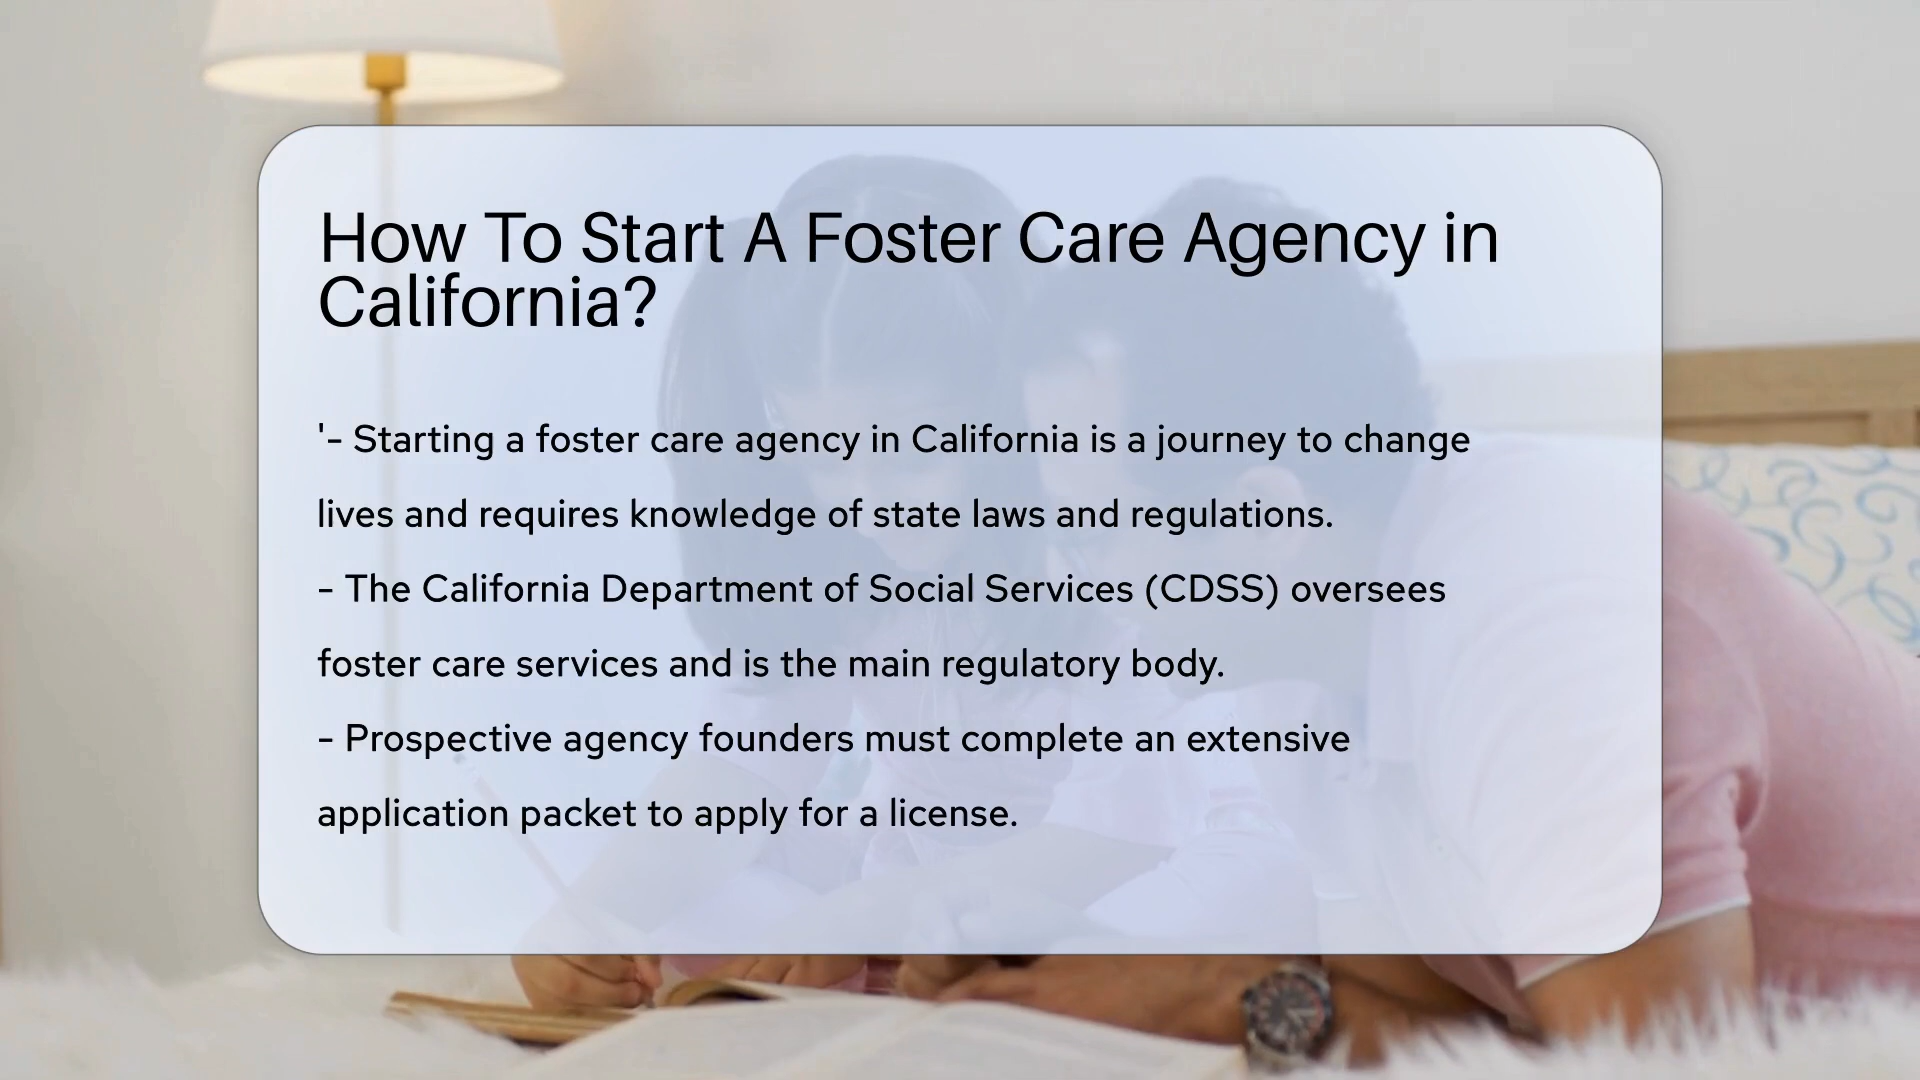 How To Start A Foster Care Agency in
California?
'- Starting a foster care agency in California is a journey to change
lives and requires knowledge of state laws and regulations.
- The California Department of Social Services (CDSS) oversees
foster care services and is the main regulatory body.
- Prospective agency founders must complete an extensive
application packet to apply for a license.